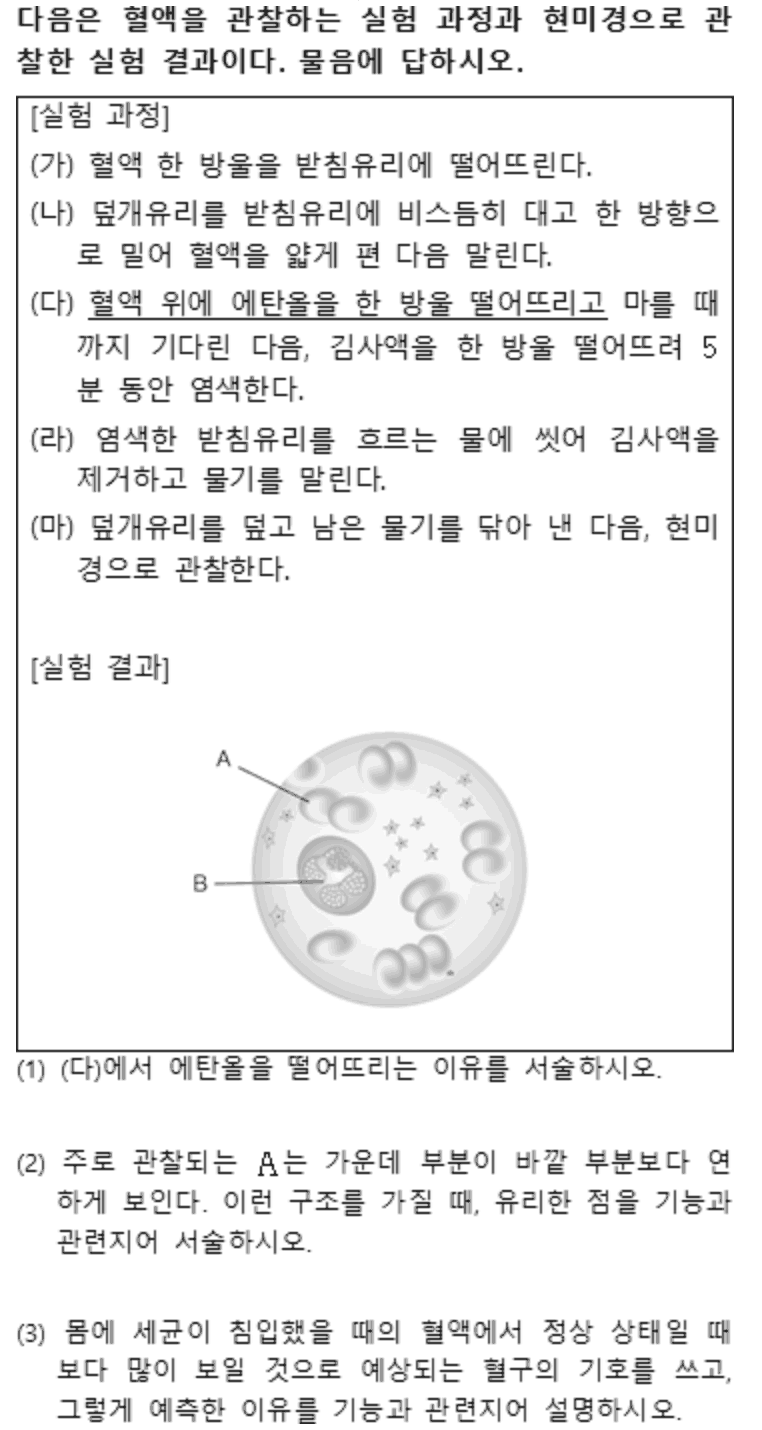 다음은 혈액을 관찰하는 실험 과정과 현미경으로 관
찰한 실험 결과이다. 물음에 답하시오.
[실험 과정]
(가) 혈액 한 방울을 받침유리에 떨어뜨린다.
(나) 덮개유리를 받침유리에 비스듬히 대고 한 방향으
로 밀어 혈액을 얇게 편 다음 말린다.
(다) 혈액 위에 에탄올을 한 방울 떨어뜨리고 마를 때
까지 기다린 다음, 김사액을 한 방울 떨어뜨려 5
분 동안 염색한다.
(라) 염색한 받침유리를 흐르는 물에 씻어 김사액을
제거하고 물기를 말린다.
(마) 덮개유리를 덮고 남은 물기를 닦아 낸 다음, 현미
경으로 관찰한다.
[실험 결과]
A
B
(1) (다)에서 에탄올을 떨어뜨리는 이유를 서술하시오.
(2) 주로 관찰되는 A는 가운데 부분이 바깥 부분보다 연
하게 보인다. 이런 구조를 가질 때, 유리한 점을 기능과
관련지어 서술하시오.
(3) 몸에 세균이 침입했을 때의 혈액에서 정상 상태일 때
보다 많이 보일 것으로 예상되는 혈구의 기호를 쓰고,
그렇게 예측한 이유를 기능과 관련지어 설명하시오.